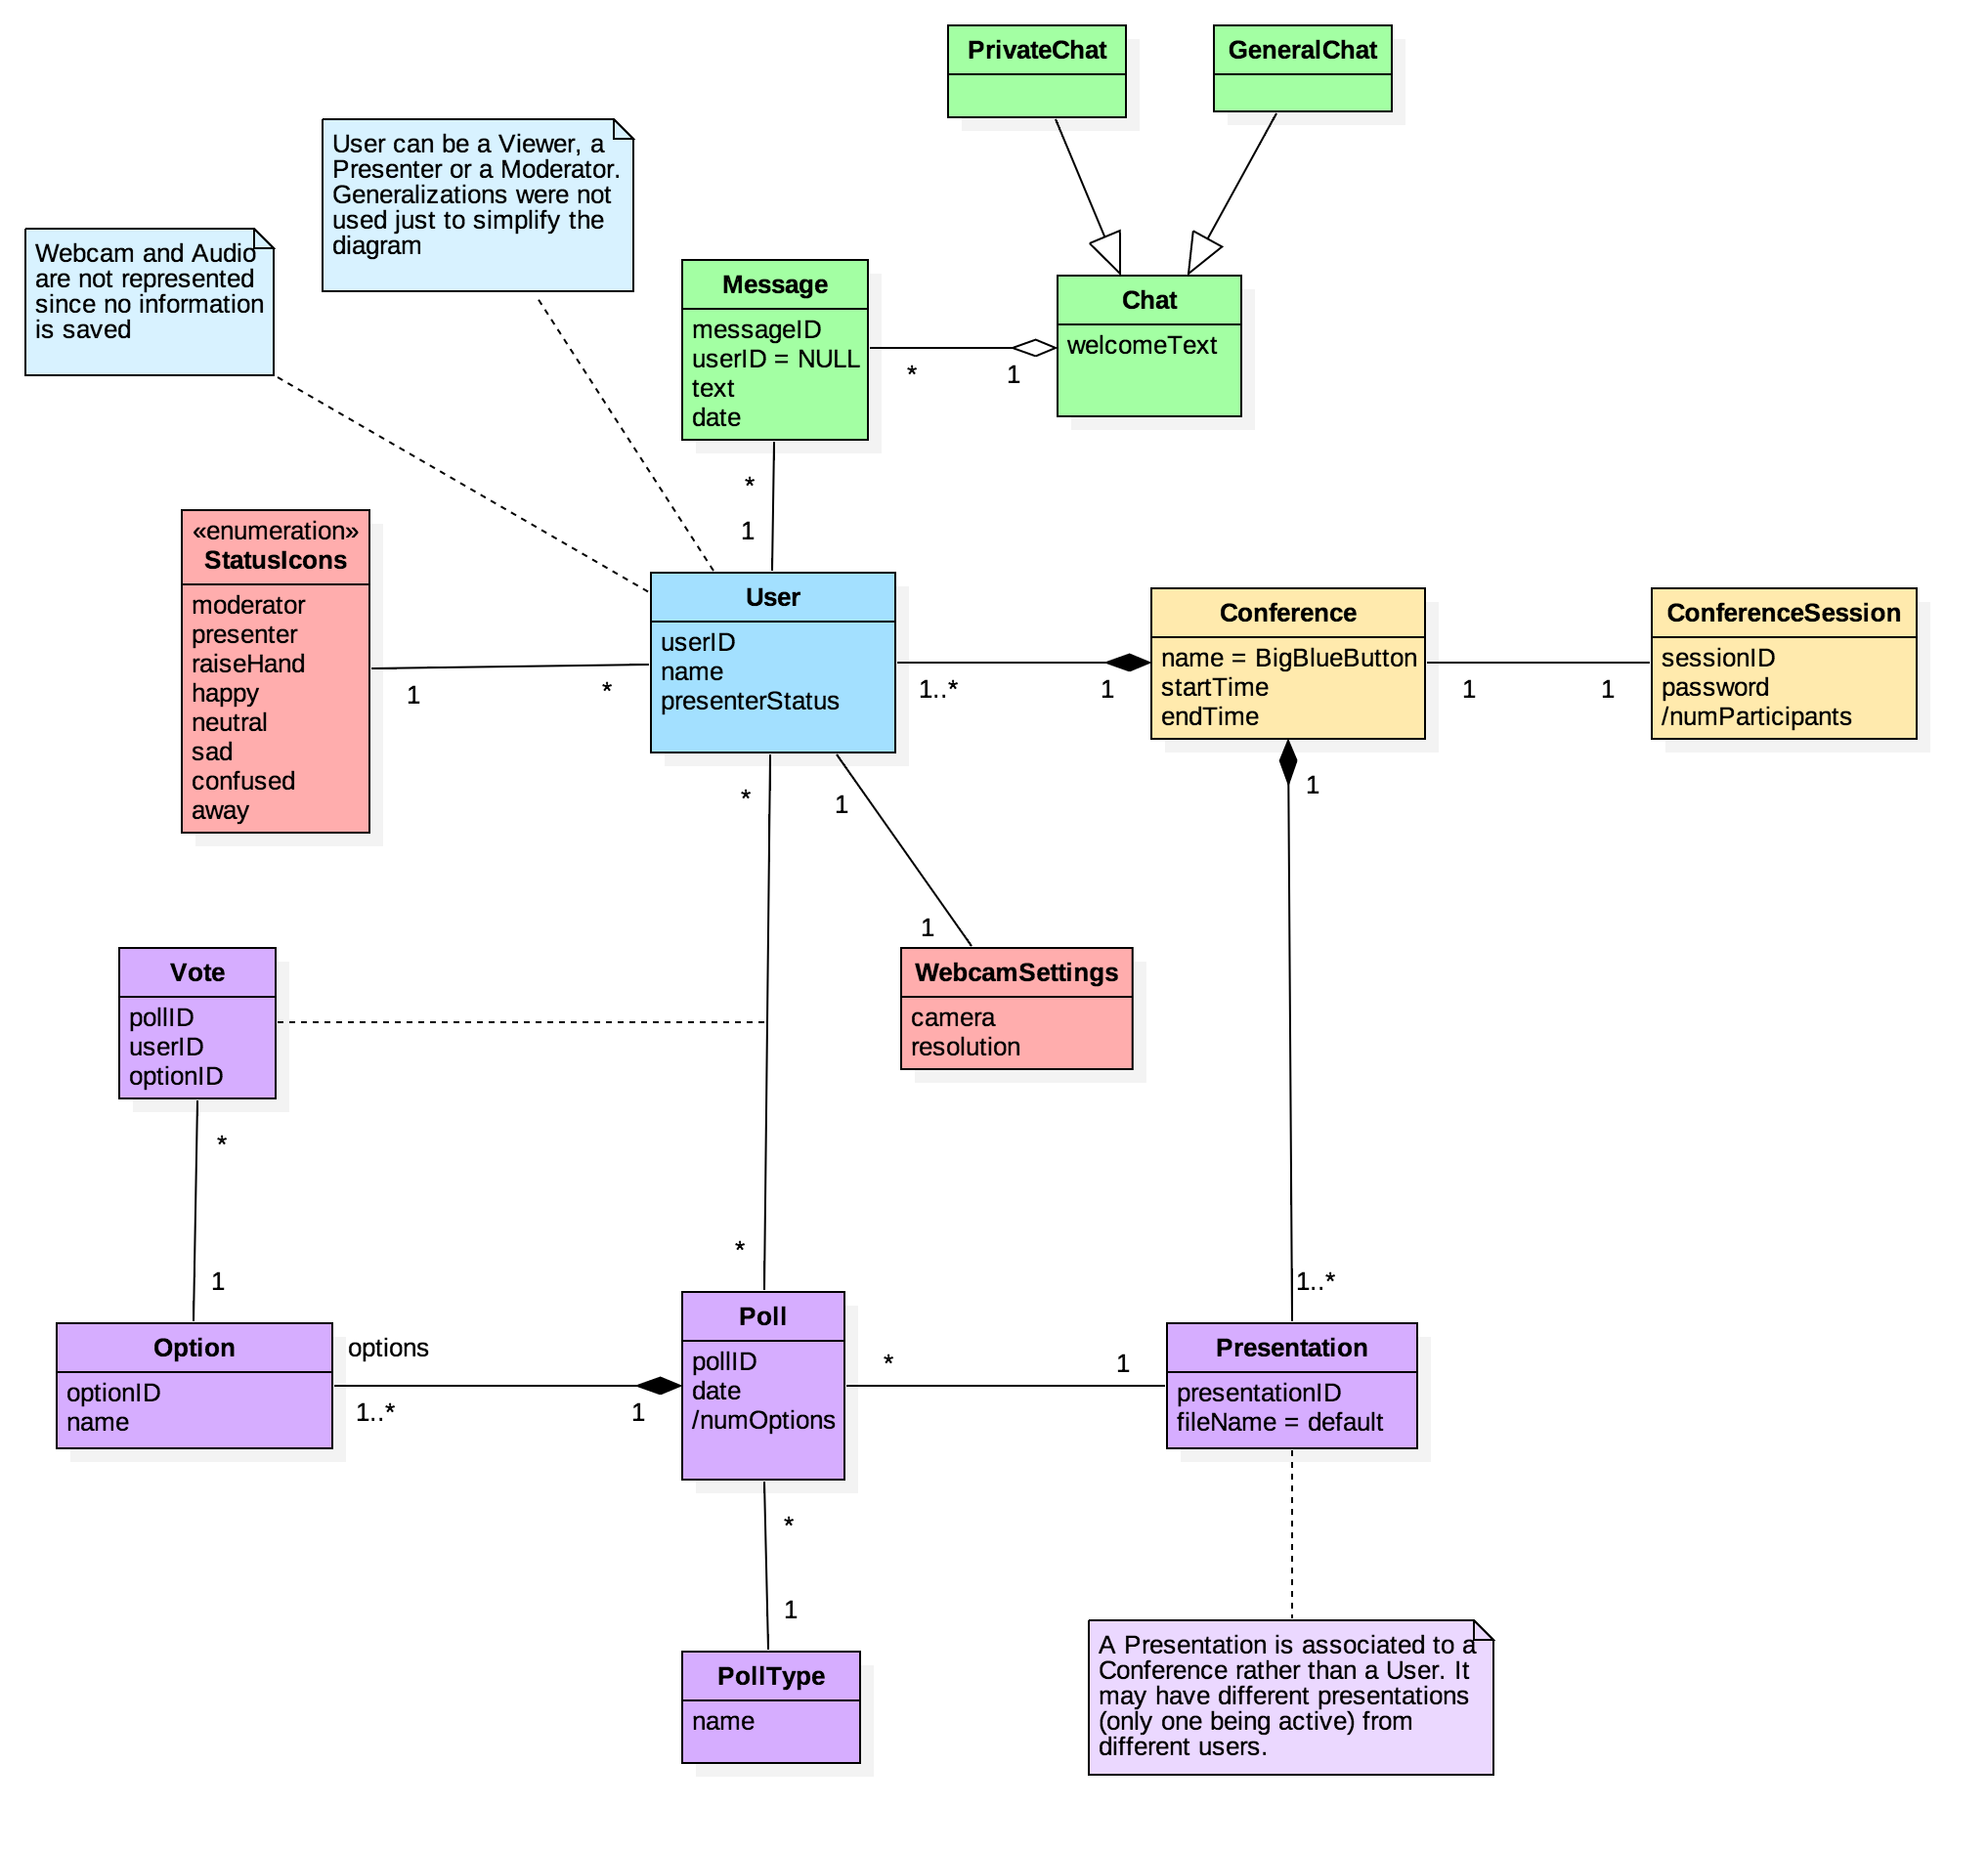 PrivateChat
GeneralChat
User can be a Viewer, a
Presenter or a Moderator.
Generalizations were not
used just to simplify the
diagram
Webcam and Audio
are not represented
since no information
is saved
Message
messageID
userID = NULL
text
date
*
1
Chat
welcomeText
*
1
«enumeration»
StatusIcons
moderator
presenter
raiseHand
happy
neutral
sad
confused
away
1
*
User
userID
name
presenterStatus
1..*
1
Conference
name = BigBlueButton
startTime
endTime
1
1
ConferenceSession
sessionID
password
/numParticipants
*
1
1
1
WebcamSettings
camera
resolution
Vote
pollID
userID
optionID
*
1
*
1..*
Option
optionID
name
options
1..*
1
Poll
pollID
date
/numOptions
*
1
Presentation
presentationID
fileName = default
*
1
PollType
name
A Presentation is associated to a
Conference rather than a User. It
may have different presentations
(only one being active) from
different users.